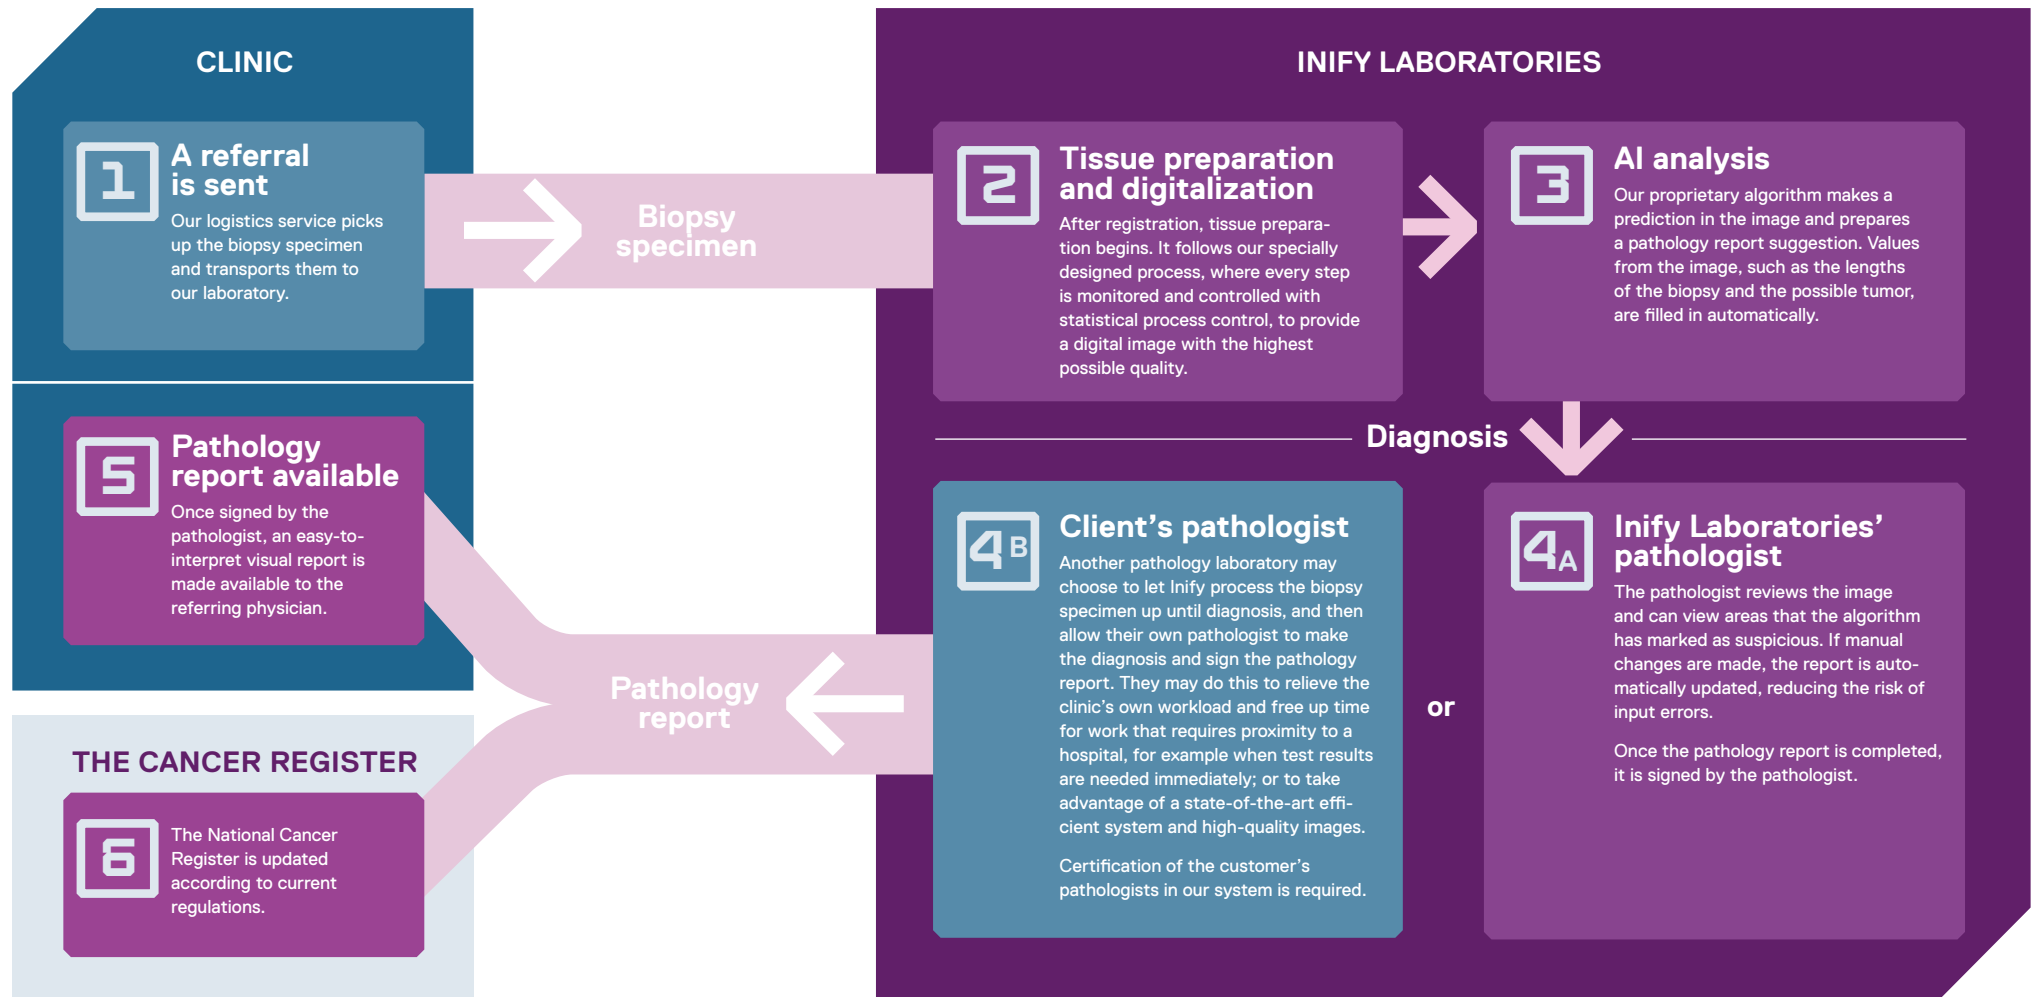 CLINIC
1
A referral
is sent
Our logistics service picks
up the biopsy specimen
and transports them to
our laboratory.
Biopsy
specimen
INIFY LABORATORIES
2
Tissue preparation
and digitalization
After registration, tissue prepara-
tion begins. It follows our specially
designed process, where every step
is monitored and controlled with
statistical process control, to provide
a digital image with the highest
possible quality.
3
AI analysis
Our proprietary algorithm makes a
prediction in the image and prepares
a pathology report suggestion. Values
from the image, such as the lengths
of the biopsy and the possible tumor,
are filled in automatically.
Diagnosis
4A
Inify Laboratories’
pathologist
The pathologist reviews the image
and can view areas that the algorithm
has marked as suspicious. If manual
changes are made, the report is auto-
matically updated, reducing the risk of
input errors.
Once the pathology report is completed,
it is signed by the pathologist.
or
4B
Client’s pathologist
Another pathology laboratory may
choose to let Inify process the biopsy
specimen up until diagnosis, and then
allow their own pathologist to make
the diagnosis and sign the pathology
report. They may do this to relieve the
clinic’s own workload and free up time
for work that requires proximity to a
hospital, for example when test results
are needed immediately; or to take
advantage of a state-of-the-art effi-
cient system and high-quality images.
Certification of the customer’s
pathologists in our system is required.
Pathology
report
5
Pathology
report available
Once signed by the
pathologist, an easy-to-
interpret visual report is
made available to the
referring physician.
THE CANCER REGISTER
6
The National Cancer
Register is updated
according to current
regulations.